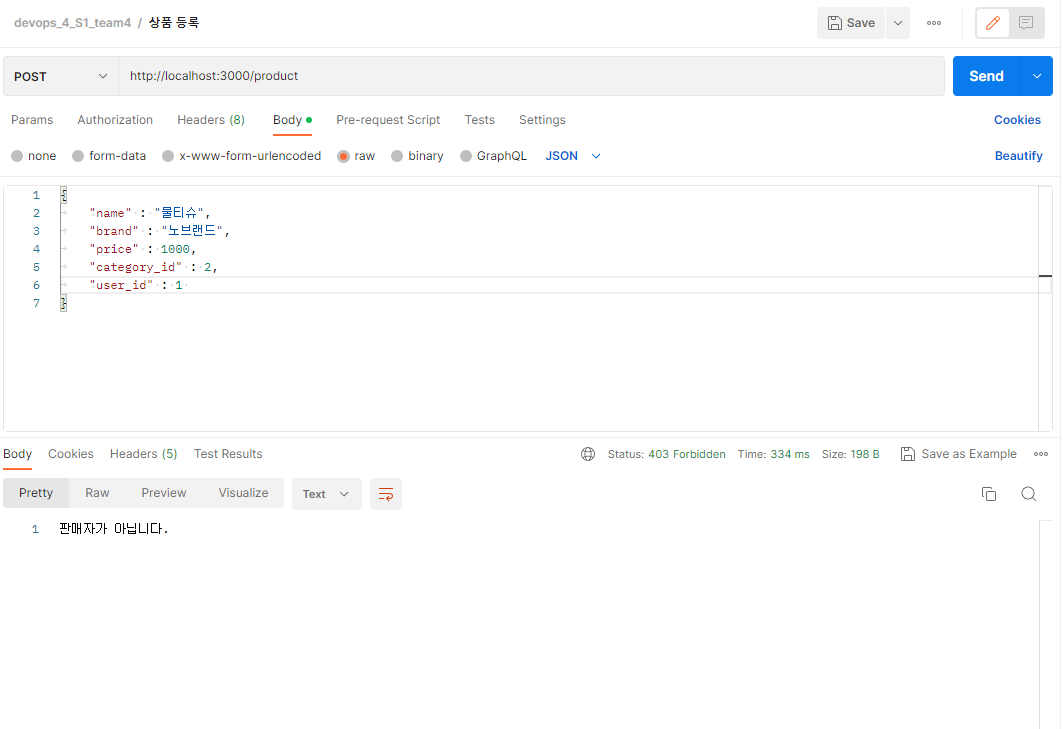 devops_4_S1_team4 / 상품 등록 Save
POST http://localhost:3000/product Send
Params Authorization Headers (8) Body Pre-request Script Tests Settings Cookies
none form-data x-www-form-urlencoded raw binary GraphQL JSON Beautify
1 {
2 "name" : "물티슈",
3 "brand" : "노브랜드",
4 "price" : 1000,
5 "category_id" : 2,
6 "user_id" : 1
7 }
Body Cookies Headers (5) Test Results Status: 403 Forbidden Time: 334 ms Size: 198 B Save as Example
Pretty Raw Preview Visualize Text
1 판매자가 아닙니다.